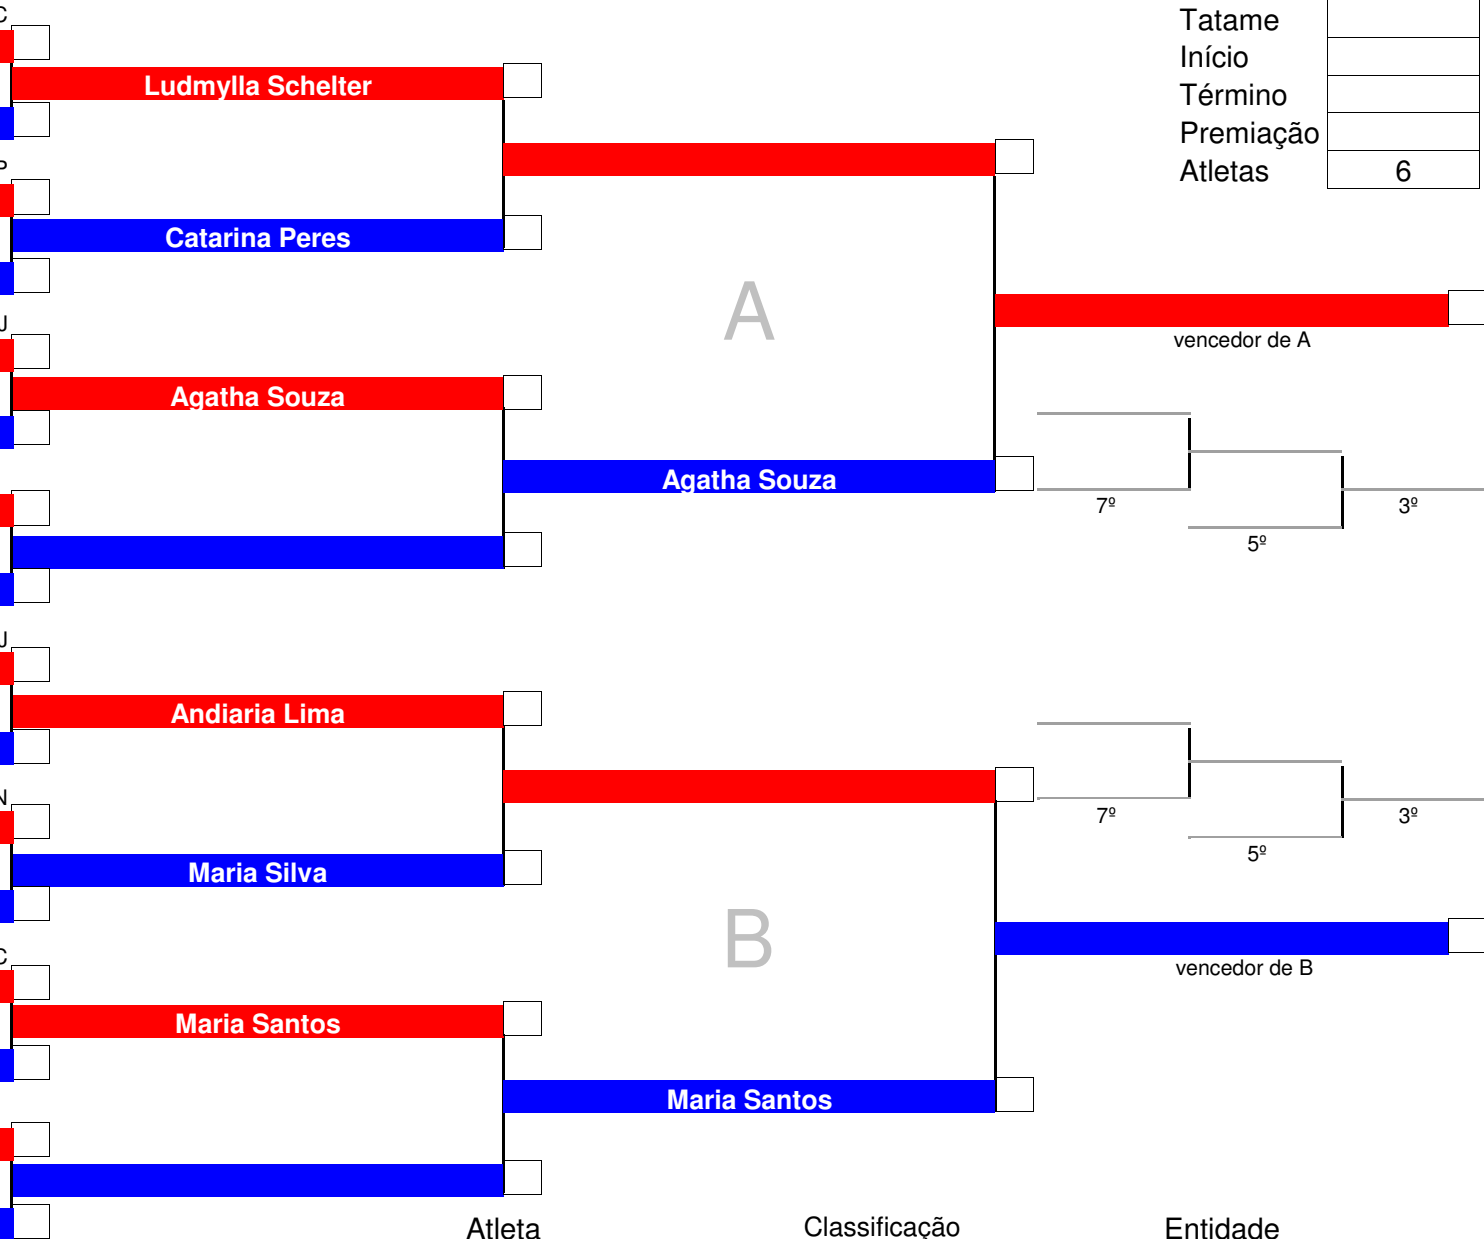 C
Tatame
Início
Ludmylla Schelter
Término
Premiação
P
Atletas 6
Catarina Peres
A
J
vencedor de A
Agatha Souza
Agatha Souza
7º 3º
5º
J
Andiaria Lima
N
7º 3º
5º
Maria Silva
B
C
vencedor de B
Maria Santos
Maria Santos
Atleta Classificação Entidade